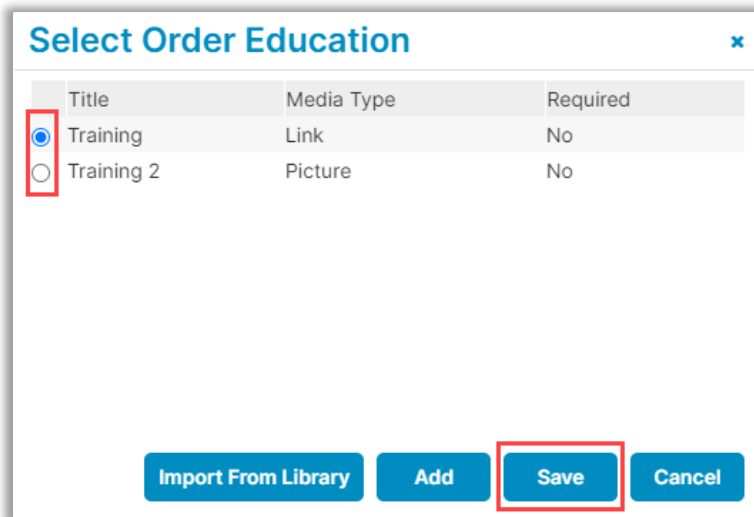 Select Order Education ×
Title Media Type Required
Training Link No
Training 2 Picture No
Import From Library Add Save Cancel